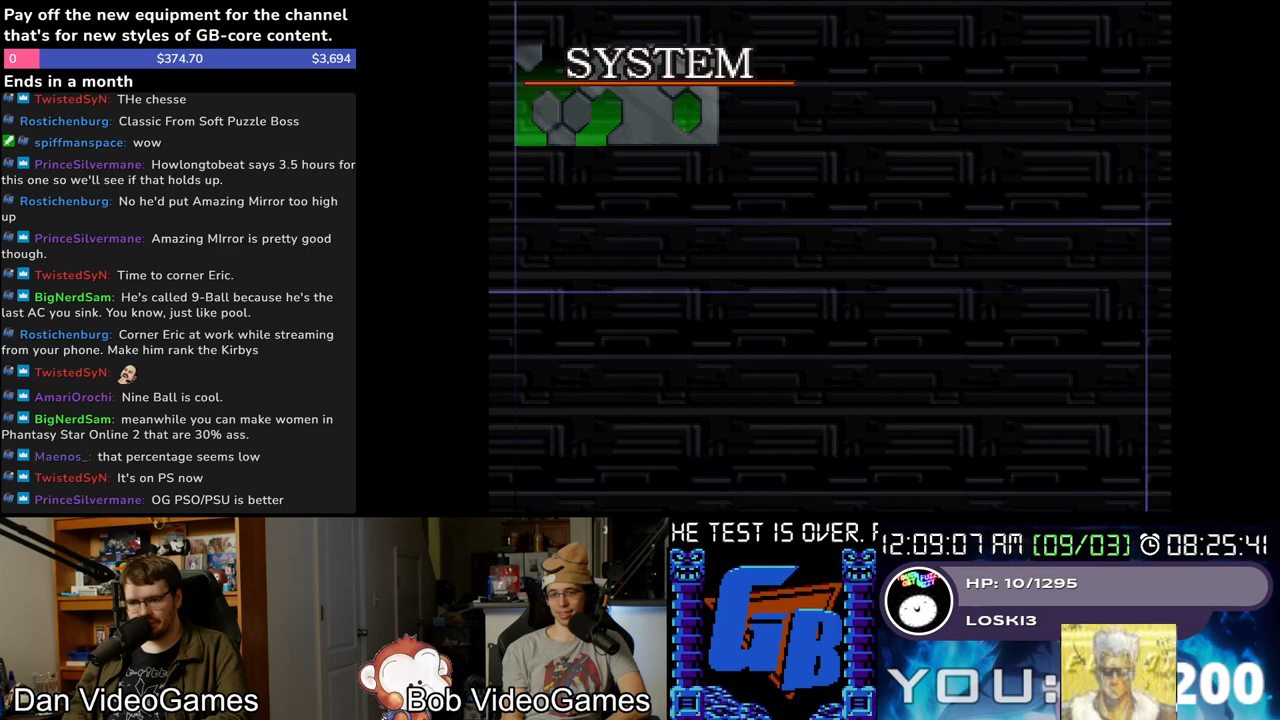 Pay off the new equipment for the channel
that's for new styles of GB-core content.
0 $374.70 $3,694
Ends in a month
TwistedSyN: THe chesse
Rostichenburg: Classic From Soft Puzzle Boss
spiffmanspace: wow
PrinceSilvermane: Howlongtobeat says 3.5 hours for
this one so we'll see if that holds up.
Rostichenburg: No he'd put Amazing Mirror too high
up
PrinceSilvermane: Amazing MIrror is pretty good
though.
TwistedSyN: Time to corner Eric.
BigNerdSam: He's called 9-Ball because he's the
last AC you sink. You know, just like pool.
Rostichenburg: Corner Eric at work while streaming
from your phone. Make him rank the Kirbys
TwistedSyN:
AmariOrochi: Nine Ball is cool.
BigNerdSam: meanwhile you can make women in
Phantasy Star Online 2 that are 30% ass.
Maenos_: that percentage seems low
TwistedSyN: It's on PS now
PrinceSilvermane: OG PSO/PSU is better
SYSTEM
Dan VideoGames
Bob VideoGames
HE TEST IS OVER.
GB
2:09:07 AM [09/03] 08:25:41
HP: 10/1295
LOSKI3
YOU: 200